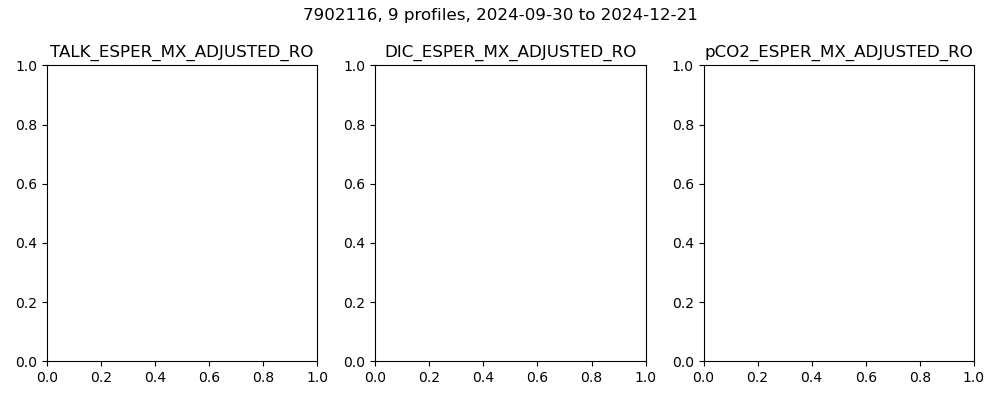 7902116, 9 profiles, 2024-09-30 to 2024-12-21
TALK_ESPER_MX_ADJUSTED_RO
1.0
0.8
0.6
0.4
0.2
0.0
0.0 0.2 0.4 0.6 0.8 1.0
DIC_ESPER_MX_ADJUSTED_RO
1.0
0.8
0.6
0.4
0.2
0.0
0.0 0.2 0.4 0.6 0.8 1.0
pCO2_ESPER_MX_ADJUSTED_RO
1.0
0.8
0.6
0.4
0.2
0.0
0.0 0.2 0.4 0.6 0.8 1.0